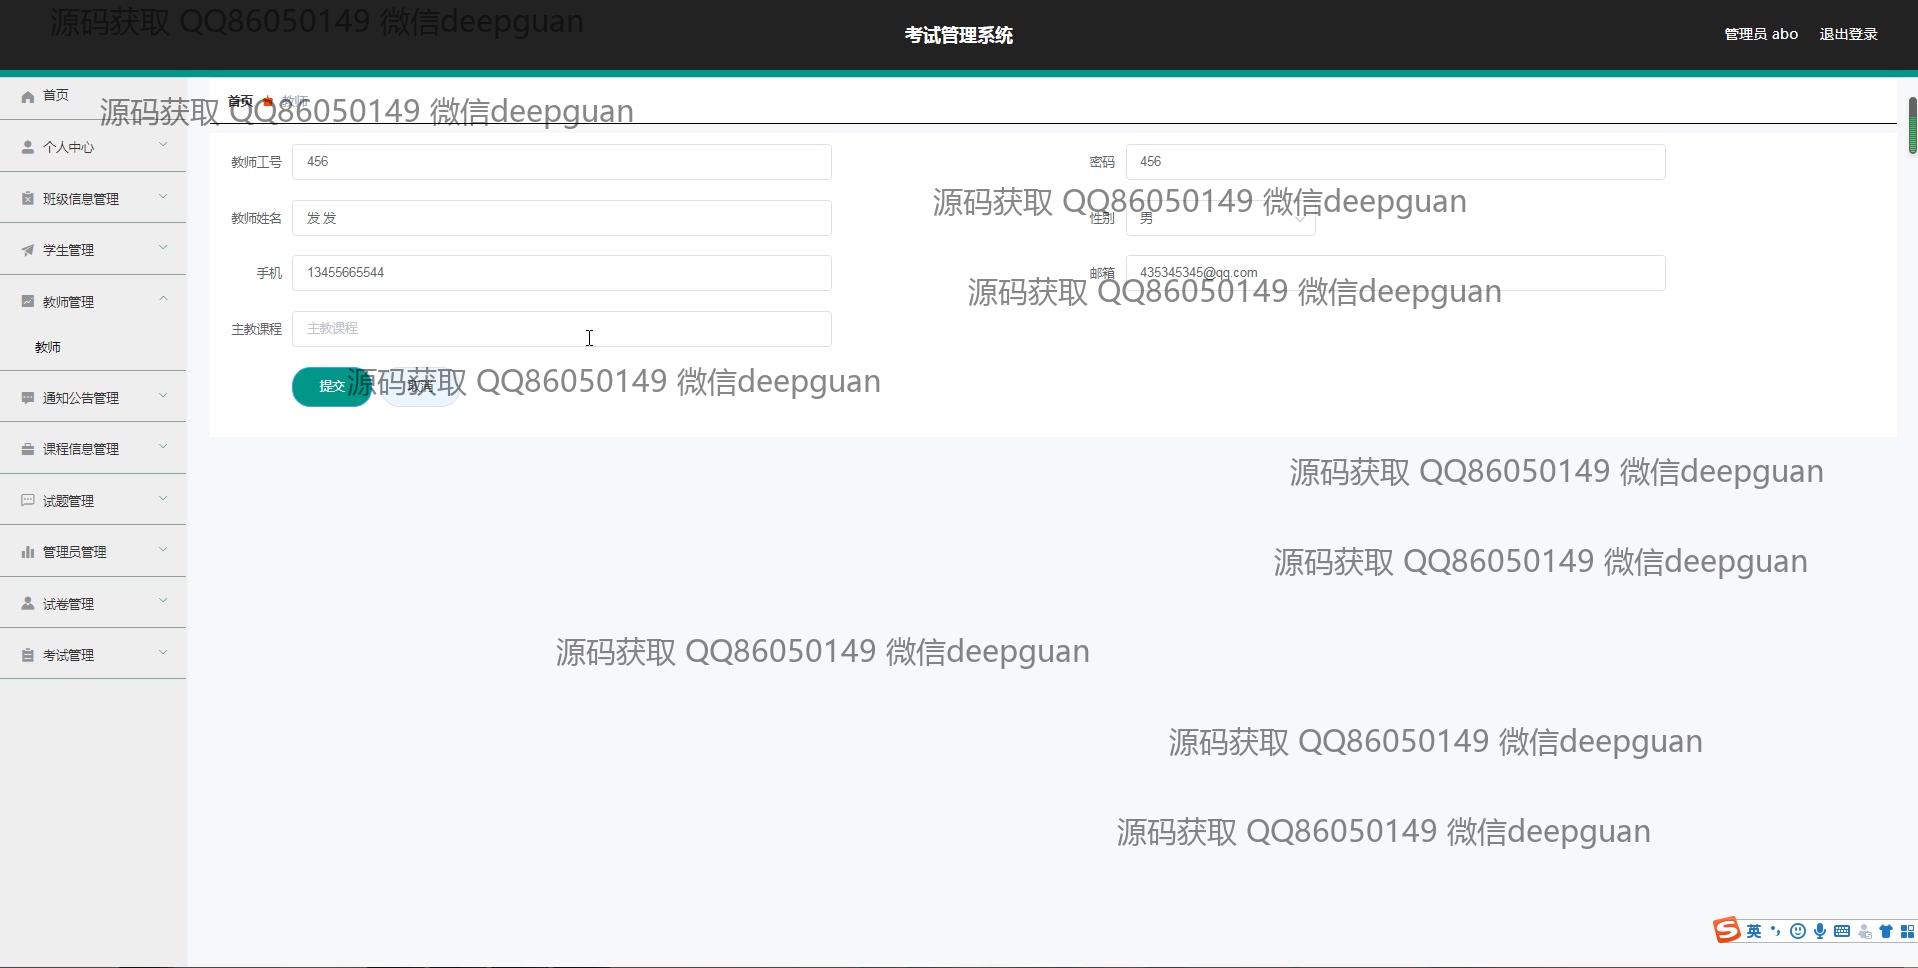 源码获取 QQ86050149 微信deepguan
考试管理系统
管理员 abo 退出登录
首页
首页 教师
源码获取 QQ86050149 微信deepguan
个人中心
教师工号 456 密码 456
班级信息管理
源码获取 QQ86050149 微信deepguan
教师姓名 发 发 性别 男
学生管理
手机 13455665544 邮箱 435345345@qq.com
源码获取 QQ86050149 微信deepguan
教师管理
主教课程 主教课程
教师
提交 取消
源码获取 QQ86050149 微信deepguan
通知公告管理
课程信息管理
源码获取 QQ86050149 微信deepguan
试题管理
管理员管理
源码获取 QQ86050149 微信deepguan
试卷管理
考试管理
源码获取 QQ86050149 微信deepguan
源码获取 QQ86050149 微信deepguan
源码获取 QQ86050149 微信deepguan
英